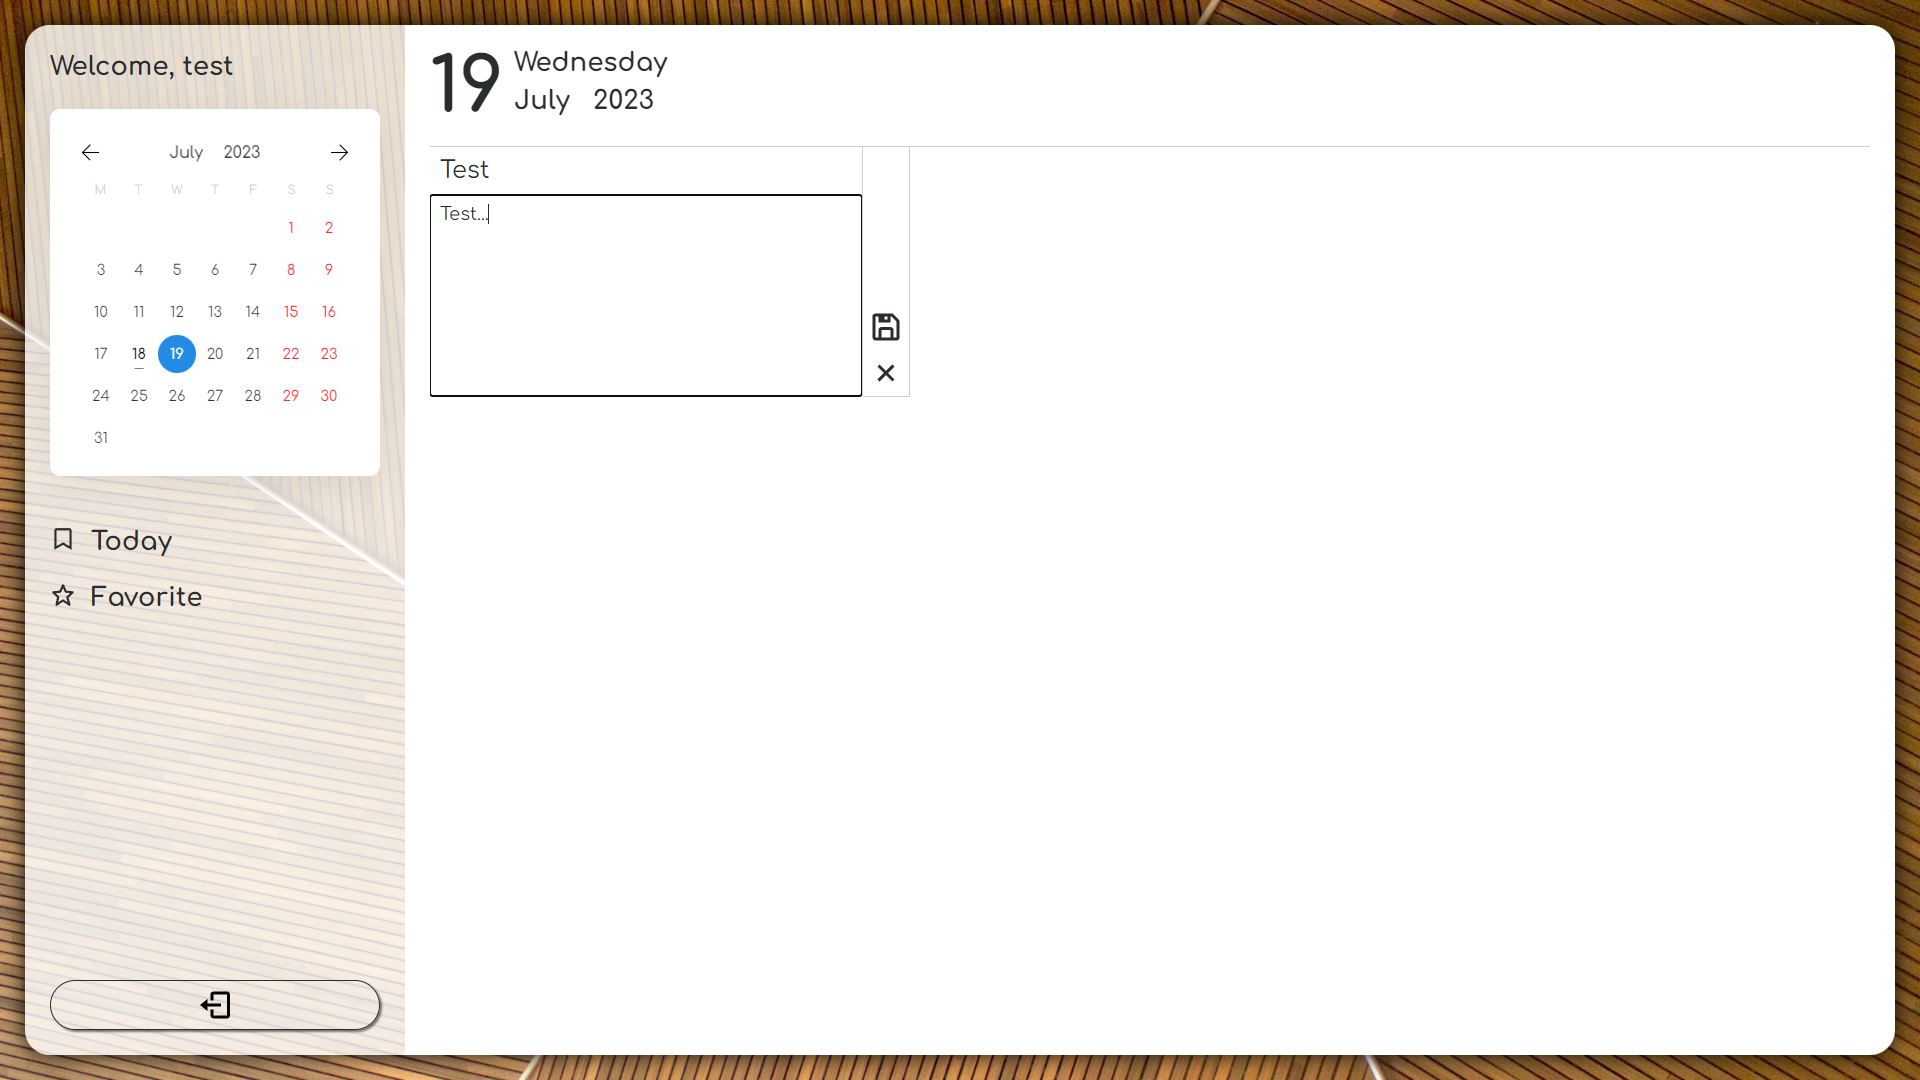 Welcome, test
July 2023
M T W T F S S
1 2
3 4 5 6 7 8 9
10 11 12 13 14 15 16
17 18 19 20 21 22 23
24 25 26 27 28 29 30
31
Today
Favorite
19
Wednesday
July 2023
Test
Test...